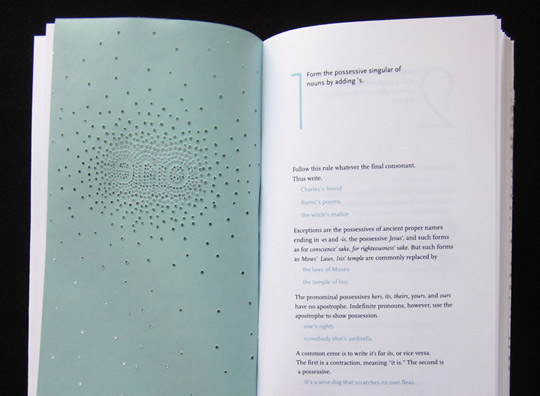 1
Form the possessive singular of
nouns by adding 's.
Follow this rule whatever the final consonant.
Thus write,
Charles's friend
Burns's poems
the witch's malice
Exceptions are the possessives of ancient proper names
ending in -es and -is, the possessive Jesus', and such forms
as for conscience' sake, for righteousness' sake. But such forms
as Moses' Laws, Isis' temple are commonly replaced by
the laws of Moses
the temple of Isis
The pronominal possessives hers, its, theirs, yours, and ours
have no apostrophe. Indefinite pronouns, however, use the
apostrophe to show possession.
one's rights
somebody else's umbrella
A common error is to write it's for its, or vice versa.
The first is a contraction, meaning "it is." The second is
a possessive.
It's a wise dog that scratches its own fleas.